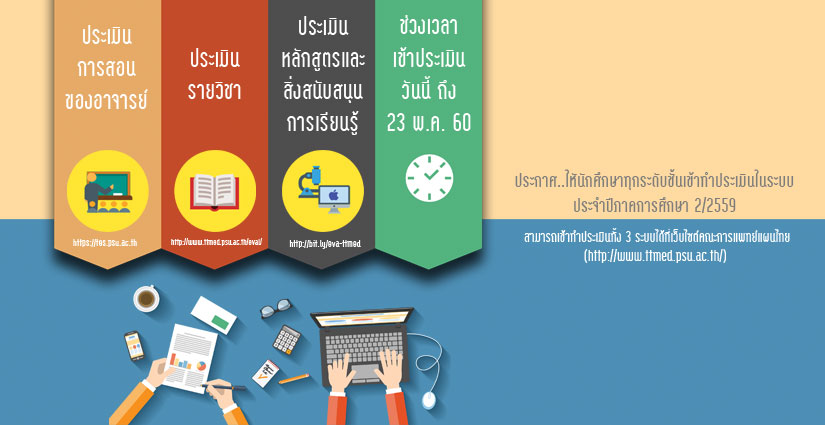 ประเมิน
การสอน
ของอาจารย์
https://tes.psu.ac.th
ประเมิน
รายวิชา
http://www.ttmed.psu.ac.th/eval/
ประเมิน
หลักสูตรและ
สิ่งสนับสนุน
การเรียนรู้
http://bit.ly/eva-ttmed
ช่วงเวลา
เข้าประเมิน
วันนี้ ถึง
23 พ.ค. 60
ประกาศ..ให้นักศึกษาทุกระดับชั้นเข้าทำประเมินในระบบ
ประจำปีภาคการศึกษา 2/2559
สามารถเข้าทำประเมินทั้ง 3 ระบบได้ที่เว็บไซต์คณะการแพทย์แผนไทย
(http://www.ttmed.psu.ac.th/)